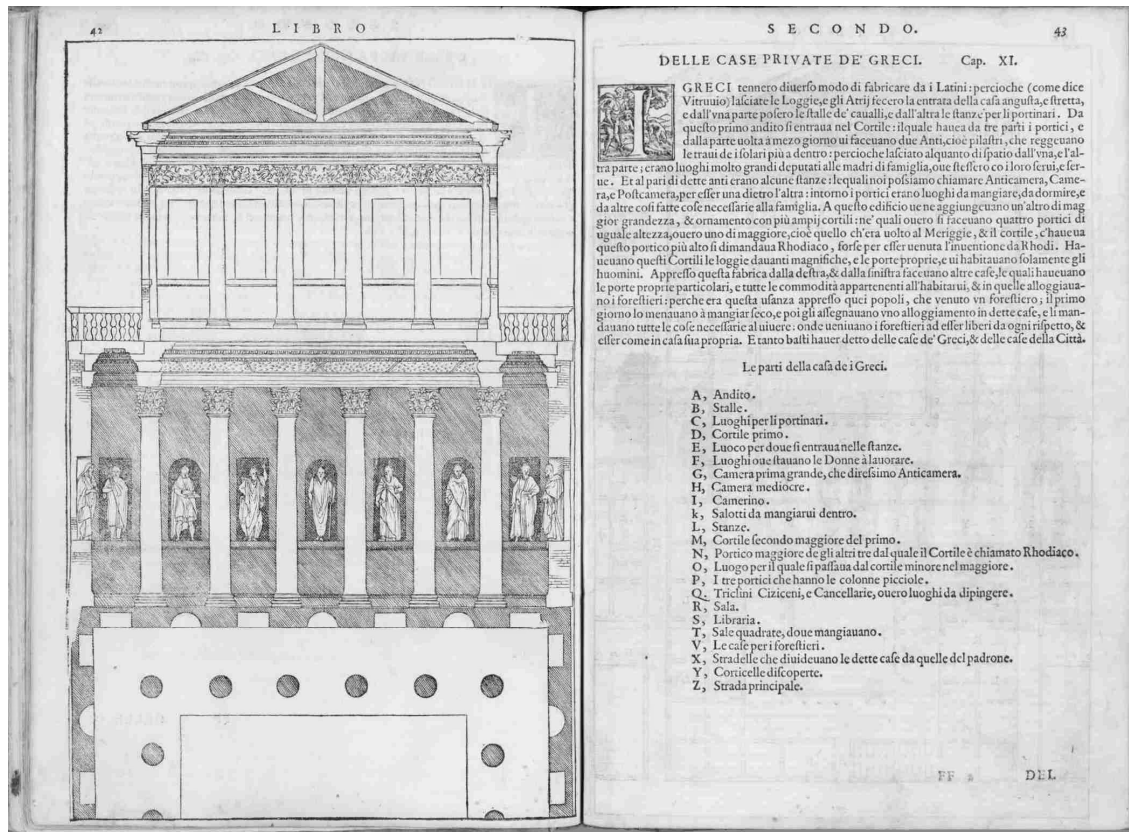 42
LIBRO
SECONDO.
43
DELLE CASE PRIVATE DE' GRECI. Cap. XI.
I GRECI tennero diuerso modo di fabricare da i Latini: percioche (come dice
Vitruuio) lasciate le Loggie, e gli Atrij fecero la entrata della casa angusta, e stretta,
e dall'vna parte posero le stalle de' caualli, e dall'altra le stanze per li portinari. Da
questo primo andito si entraua nel Cortile: il quale hauea da tre parti i portici, e
dalla parte uolta à mezo giorno ui faceuano due Anti, cioè pilastri, che reggeuano
le traui de i solari più a dentro: percioche lasciato alquanto di spatio dall'vna, e l'al-
tra parte; erano luoghi molto grandi deputati alle madri di famiglia, oue stessero co i loro serui, e ser-
ue. Et al pari di dette anti erano alcune stanze: le quali noi possiamo chiamare Anticamera, Came-
ra, e Postcamera, per esser una dietro l'altra: intorno i portici erano luoghi da mangiare, da dormire, e
da altre cosi fatte cose necessarie alla famiglia. A questo edificio ue ne aggiungeuano un'altro di mag
gior grandezza, & ornamento con più ampij cortili: ne' quali ouero si faceuano quattro portici di
uguale altezza, ouero uno di maggiore, cioè quello ch'era uolto al Meriggie, & il cortile, c'haueua
questo portico più alto si dimandaua Rhodiaco, forse per esser uenuta l'inuentione da Rhodi. Ha-
ueuano questi Cortili le loggie dauanti magnifiche, e le porte proprie, e ui habitauano solamente gli
huomini. Appresso questa fabrica dalla destra, & dalla sinistra faceuano altre case, le quali haueuano
le porte proprie particolari, e tutte le commodità appartenenti all'habitarui, & in quelle alloggiaua-
no i forestieri: perche era questa usanza appresso quei popoli, che venuto vn forestiero; il primo
giorno lo menauano à mangiar seco, e poi gli assegnauano vno alloggiamento in dette case, e li man-
dauano tutte le cose necessarie al uiuere: onde ueniuano i forestieri ad esser liberi da ogni rispetto, &
esser come in casa sua propria. E tanto basti hauer detto delle case de' Greci, & delle case della Città.
Le parti della casa de i Greci.
A, Andito.
B, Stalle.
C, Luoghi per li portinari.
D, Cortile primo.
E, Luoco per doue si entraua nelle stanze.
F, Luoghi oue stauano le Donne à lauorare.
G, Camera prima grande, che diressimo Anticamera.
H, Camera mediocre.
I, Camerino.
k, Salotti da mangiarui dentro.
L, Stanze.
M, Cortile secondo maggiore del primo.
N, Portico maggiore de gli altri tre dal quale il Cortile è chiamato Rhodiaco.
O, Luogo per il quale si passaua dal cortile minore nel maggiore.
P, I tre portici che hanno le colonne picciole.
Q, Triclini Ciziceni, e Cancellarie, ouero luoghi da dipingere.
R, Sala.
S, Libraria.
T, Sale quadrate, doue mangiauano.
V, Le case per i forestieri.
X, Stradelle che diuideuano le dette case da quelle del padrone.
Y, Corticelle discoperte.
Z, Strada principale.
FF 2 DEL